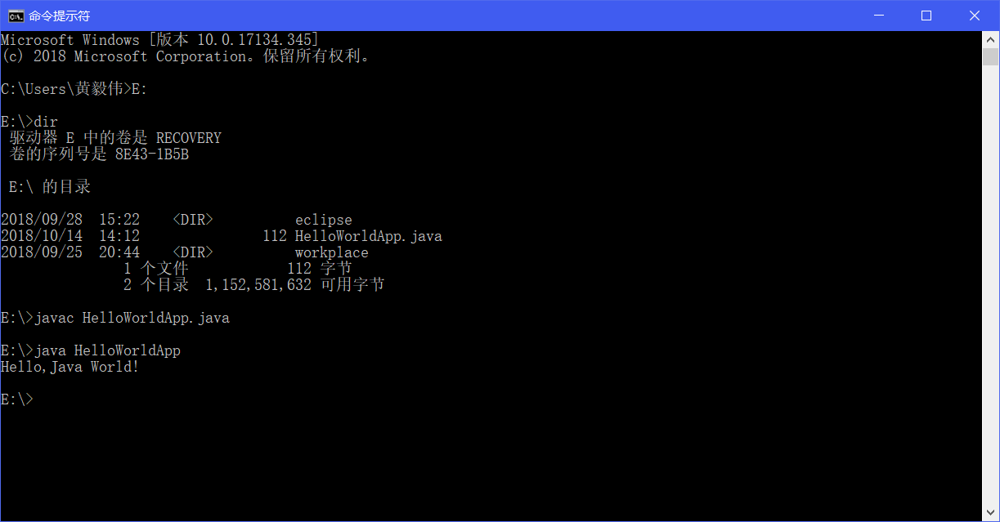 命令提示符
Microsoft Windows [版本 10.0.17134.345]
(c) 2018 Microsoft Corporation。保留所有权利。
C:\Users\黄毅伟>E:
E:\>dir
驱动器 E 中的卷是 RECOVERY
卷的序列号是 8E43-1B5B
E:\ 的目录
2018/09/28  15:22    <DIR>          eclipse
2018/10/14  14:12               112 HelloWorldApp.java
2018/09/25  20:44    <DIR>          workplace
1 个文件            112 字节
2 个目录  1,152,581,632 可用字节
E:\>javac HelloWorldApp.java
E:\>java HelloWorldApp
Hello,Java World!
E:\>